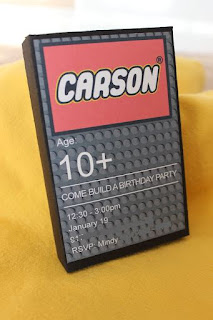 CARSON®
Age:
10+
COME BUILD A BIRTHDAY PARTY
12:30 - 3:00pm
January 19
RSVP: Mindy